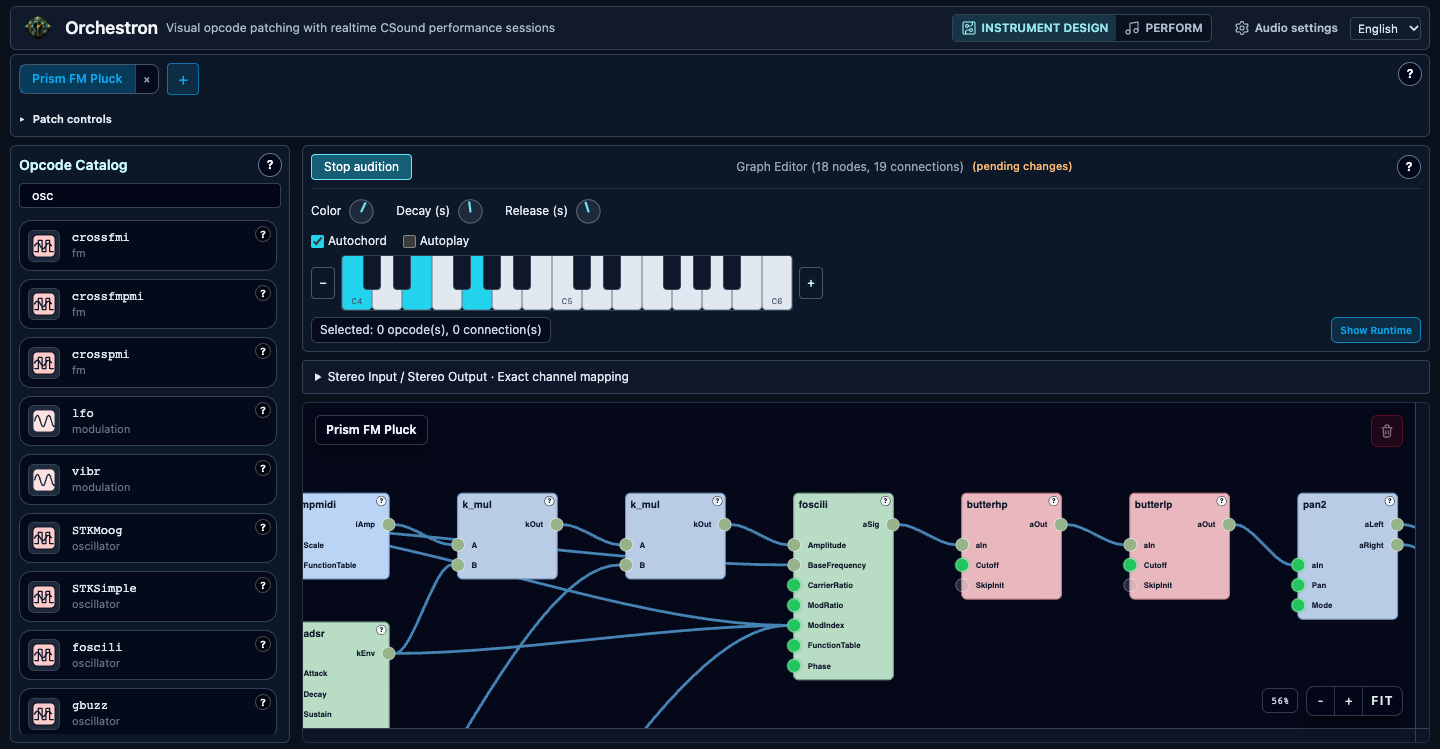 Orchestron Visual opcode patching with realtime CSound performance sessions
INSTRUMENT DESIGN PERFORM Audio settings English
Prism FM Pluck × + ?
Patch controls
Opcode Catalog ?
osc
crossfmi ?
fm
crossfmpmi ?
fm
crosspmi ?
fm
lfo ?
modulation
vibr ?
modulation
STKMoog ?
oscillator
STKSimple ?
oscillator
foscili ?
oscillator
gbuzz ?
oscillator
Stop audition Graph Editor (18 nodes, 19 connections) (pending changes) ?
Color Decay (s) Release (s)
Autochord Autoplay
− C4 C5 C6 +
Selected: 0 opcode(s), 0 connection(s) Show Runtime
Stereo Input / Stereo Output · Exact channel mapping
Prism FM Pluck
mpmidi ?
iAmp
Scale
FunctionTable
adsr ?
kEnv
Attack
Decay
Sustain
k_mul ?
kOut
A
B
k_mul ?
kOut
A
B
foscili ?
aSig
Amplitude
BaseFrequency
CarrierRatio
ModRatio
ModIndex
FunctionTable
Phase
butterhp ?
aOut
aIn
Cutoff
SkipInit
butterlp ?
aOut
aIn
Cutoff
SkipInit
pan2 ?
aLeft
aRight
aIn
Pan
Mode
56% - + FIT